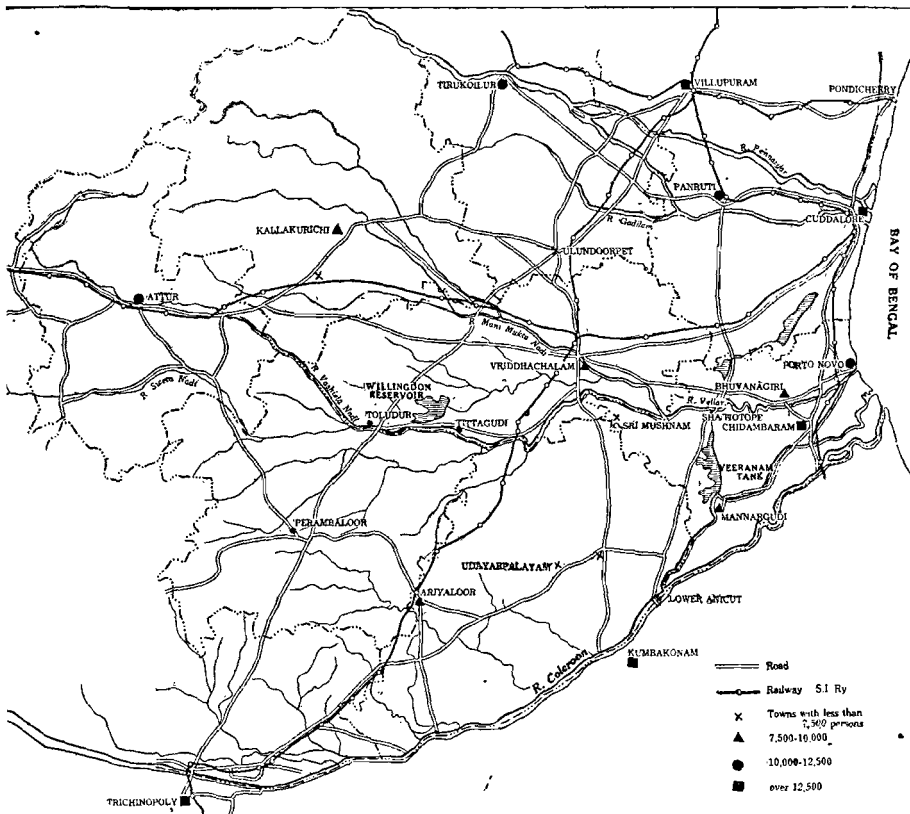 TIRUKOILUR
VILLUPURAM
PONDICHERRY
R. Pennaiyar
PANRUTI
CUDDALORE
R Gadilam
KALLAKURICHI
ULUNDOORPET
BAY OF BENGAL
ATTUR
Mani Mukta Nadi
VRIDDHACHALAM
PORTO NOVO
R. Sweta Nadi
R Vashista Nadi
WILLINGDON
RESERVOIR
BHUVANAGIRI
R. Vellar
TOLUDUR
TITTAGUDI
SRI MUSHNAM
SHATIOTOPE
CHIDAMBARAM
VEERANAM
TANK
MANNARGUDI
PERAMBALOOR
UDAYARPALAYAM
ARIYALOOR
LOWER ANICUT
KUMBAKONAM
R. Coleroon
TRICHINOPOLY
Road
Railway S.I Ry
Towns with less than
7,500 persons
7,500-10,000
10,000-12,500
over 12,500